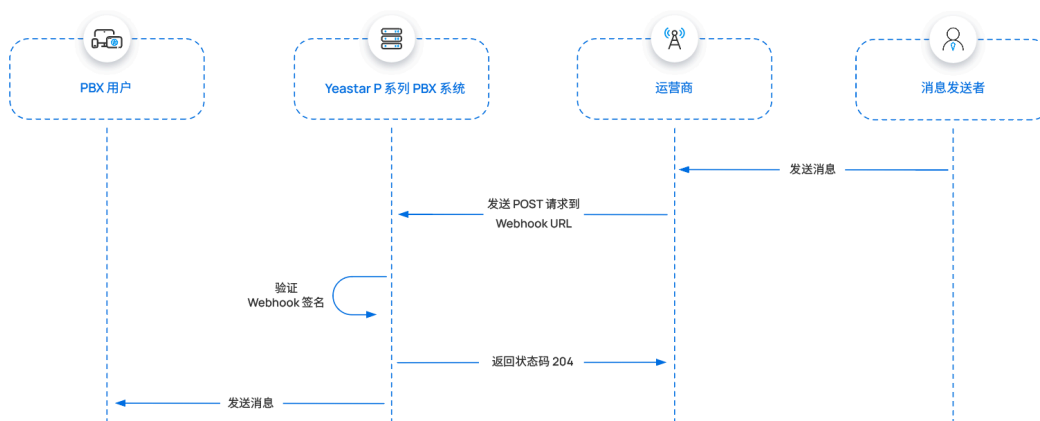 PBX 用户
Yeastar P 系列 PBX 系统
运营商
消息发送者
发送消息
发送 POST 请求到
Webhook URL
验证
Webhook 签名
返回状态码 204
发送消息